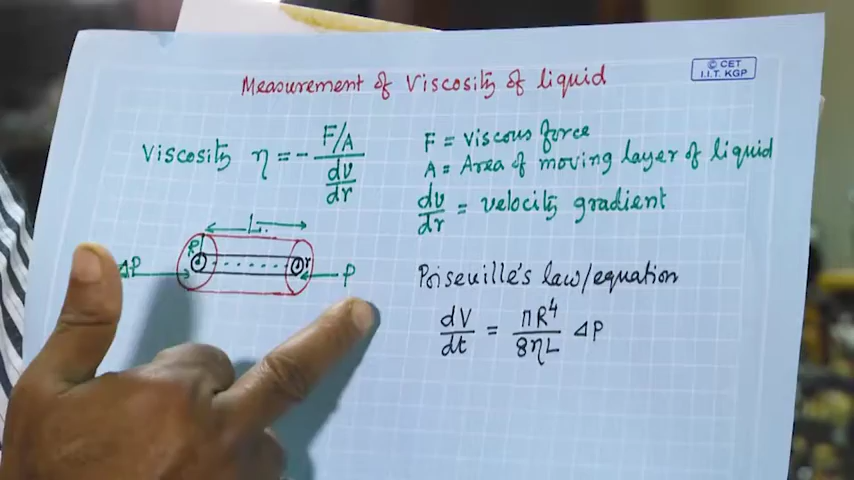 Measurement of Viscosity of liquid
© CET
I.I.T. KGP
Viscosity η = - F/A / dv/dr
F = Viscous force
A = Area of moving layer of liquid
dv/dr = velocity gradient
L
R
r
ΔP
P
Poiseuille's law/equation
dV/dt = πR⁴/8ηL ΔP